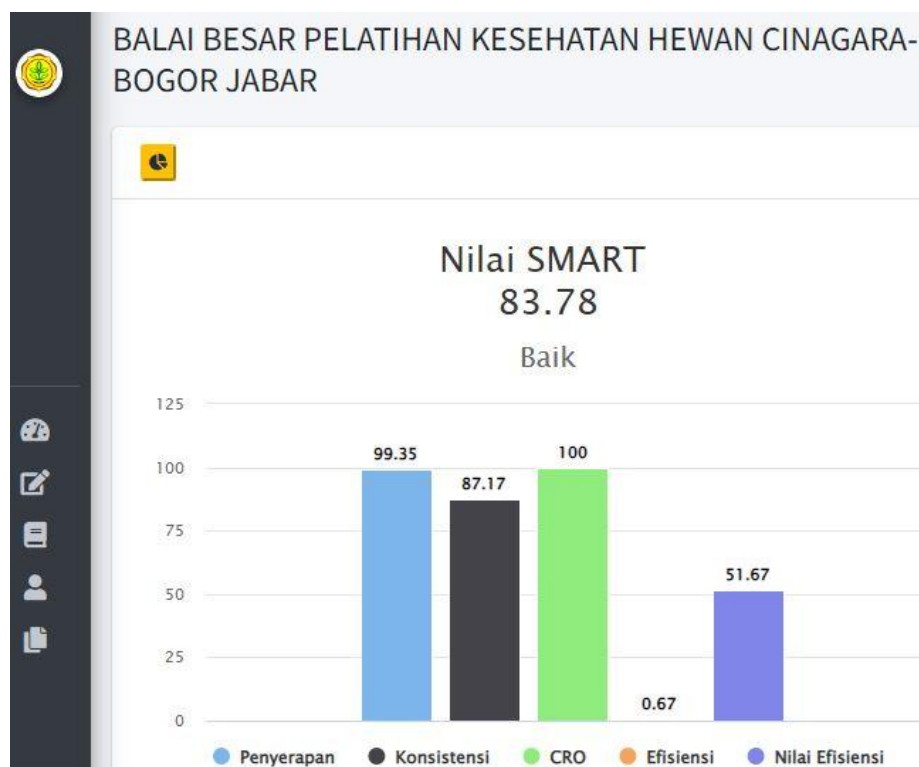 BALAI BESAR PELATIHAN KESEHATAN HEWAN CINAGARA-
BOGOR JABAR
Nilai SMART
83.78
Baik
125
100
75
50
25
0
99.35
87.17
100
0.67
51.67
Penyerapan
Konsistensi
CRO
Efisiensi
Nilai Efisiensi